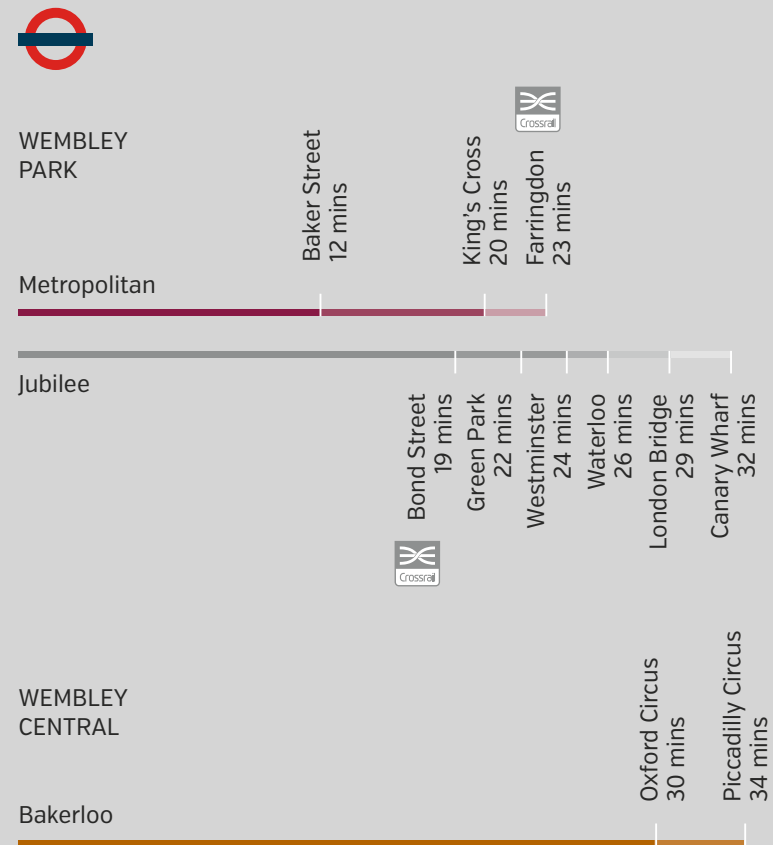 WEMBLEY
PARK
Crossrail
Baker Street
12 mins
King's Cross
20 mins
Farringdon
23 mins
Metropolitan
Jubilee
Bond Street
19 mins
Green Park
22 mins
Westminster
24 mins
Waterloo
26 mins
London Bridge
29 mins
Canary Wharf
32 mins
Crossrail
WEMBLEY
CENTRAL
Oxford Circus
30 mins
Piccadilly Circus
34 mins
Bakerloo